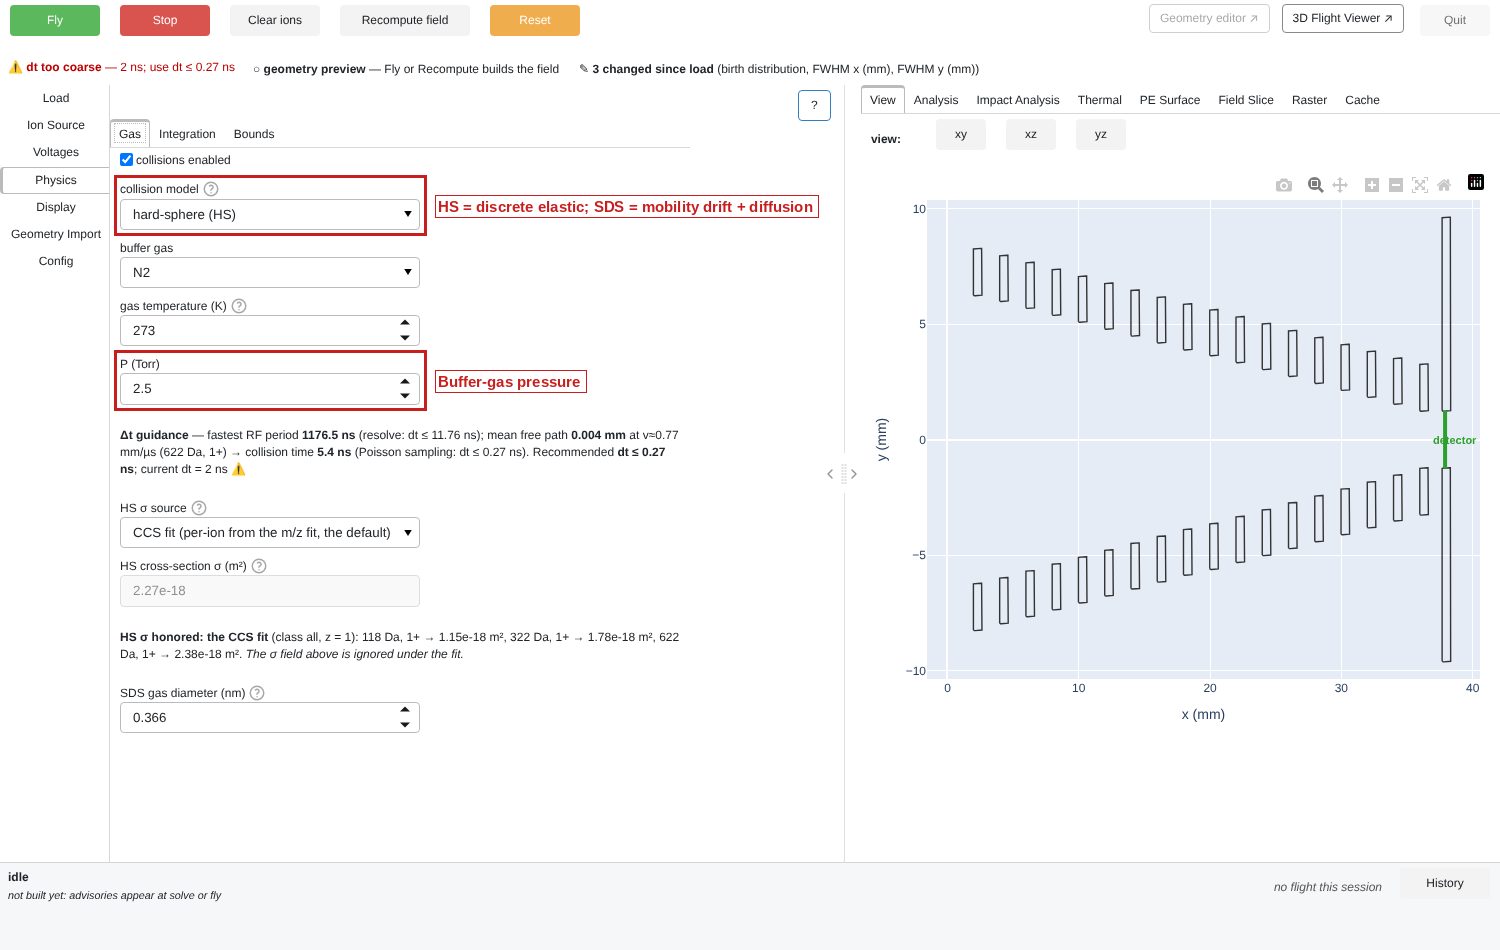 Fly Stop Clear ions Recompute field Reset Geometry editor ↗ 3D Flight Viewer ↗ Quit
⚠️ dt too coarse — 2 ns; use dt ≤ 0.27 ns ○ geometry preview — Fly or Recompute builds the field ✎ 3 changed since load (birth distribution, FWHM x (mm), FWHM y (mm))
Load
Ion Source
Voltages
Physics
Display
Geometry Import
Config
?
Gas Integration Bounds
collisions enabled
collision model ?
hard-sphere (HS)
HS = discrete elastic; SDS = mobility drift + diffusion
buffer gas
N2
gas temperature (K) ?
273
P (Torr)
2.5
Buffer-gas pressure
Δt guidance — fastest RF period 1176.5 ns (resolve: dt ≤ 11.76 ns); mean free path 0.004 mm at v≈0.77
mm/µs (622 Da, 1+) → collision time 5.4 ns (Poisson sampling: dt ≤ 0.27 ns). Recommended dt ≤ 0.27
ns; current dt = 2 ns ⚠️
HS σ source ?
CCS fit (per-ion from the m/z fit, the default)
HS cross-section σ (m²) ?
2.27e-18
HS σ honored: the CCS fit (class all, z = 1): 118 Da, 1+ → 1.15e-18 m², 322 Da, 1+ → 1.78e-18 m², 622
Da, 1+ → 2.38e-18 m². The σ field above is ignored under the fit.
SDS gas diameter (nm) ?
0.366
View Analysis Impact Analysis Thermal PE Surface Field Slice Raster Cache
view: xy xz yz
10
5
0
−5
−10
y (mm)
detector
0 10 20 30 40
x (mm)
idle
not built yet: advisories appear at solve or fly
no flight this session History